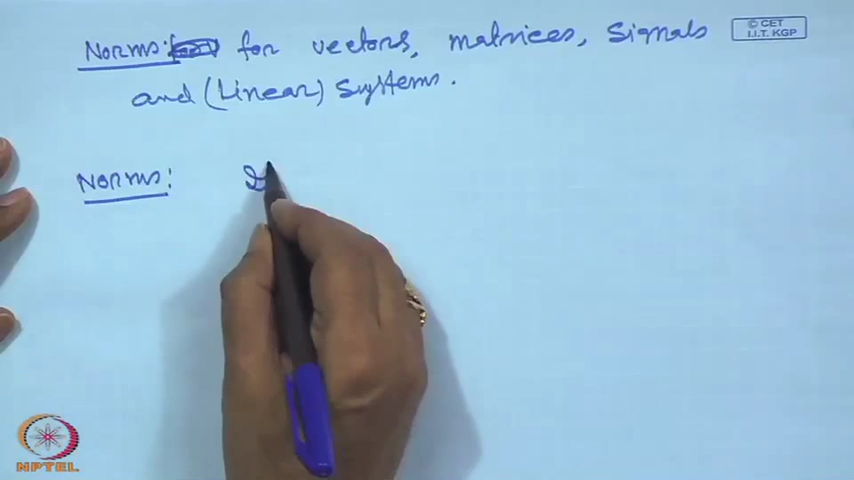 Norms: for vectors, matrices, signals
and (Linear) systems.
© CET
I.I.T. KGP
Norms:
NPTEL